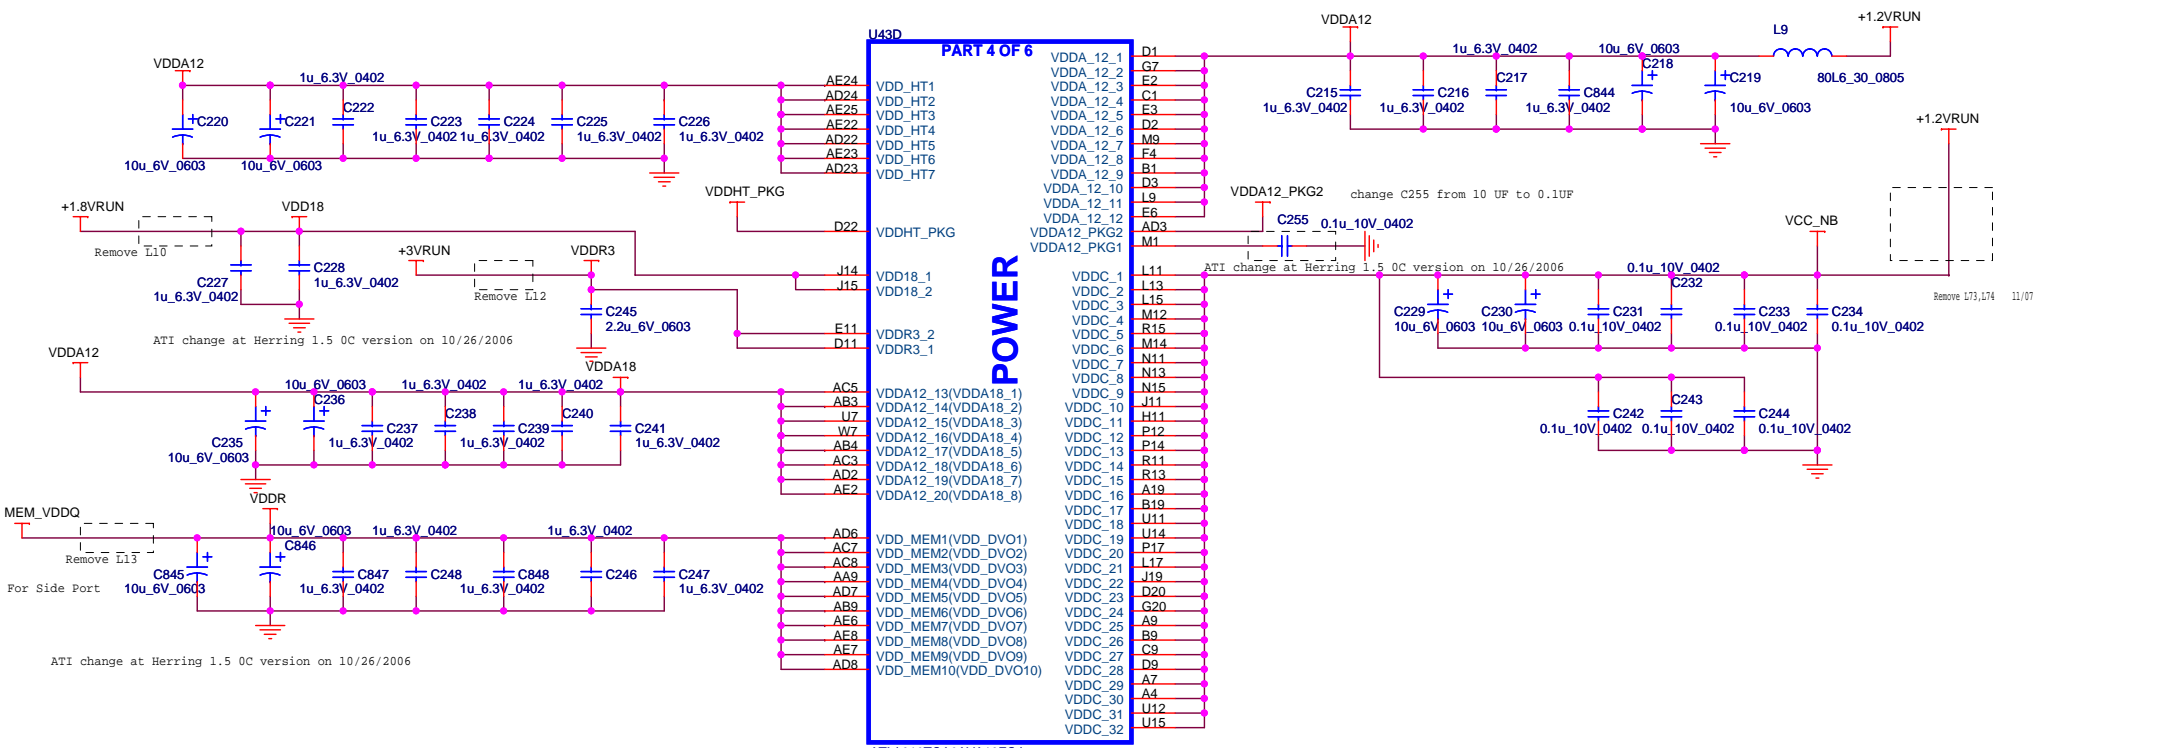 U43D
PART 4 OF 6
POWER
VDDA12
1u_6.3V_0402
C220
10u_6V_0603
C221
10u_6V_0603
C222
C223
1u_6.3V_0402
C224
1u_6.3V_0402
C225
C226
1u_6.3V_0402
AE24 VDD_HT1
AD24 VDD_HT2
AE25 VDD_HT3
AE22 VDD_HT4
AD22 VDD_HT5
AE23 VDD_HT6
AD23 VDD_HT7
VDDHT_PKG
D22 VDDHT_PKG
+1.8VRUN
VDD18
Remove L10
C227
1u_6.3V_0402
C228
1u_6.3V_0402
+3VRUN
VDDR3
Remove L12
C245
2.2u_6V_0603
J14 VDD18_1
J15 VDD18_2
E11 VDDR3_2
D11 VDDR3_1
ATI change at Herring 1.5 0C version on 10/26/2006
VDDA12
VDDA18
10u_6V_0603
1u_6.3V_0402
1u_6.3V_0402
C235
10u_6V_0603
C236
C237
1u_6.3V_0402
C238
C239
1u_6.3V_0402
C240
C241
1u_6.3V_0402
AC5 VDDA12_13(VDDA18_1)
AB3 VDDA12_14(VDDA18_2)
U7 VDDA12_15(VDDA18_3)
W7 VDDA12_16(VDDA18_4)
AB4 VDDA12_17(VDDA18_5)
AC3 VDDA12_18(VDDA18_6)
AD2 VDDA12_19(VDDA18_7)
AE2 VDDA12_20(VDDA18_8)
MEM_VDDQ
VDDR
Remove L13
For Side Port
10u_6V_0603
1u_6.3V_0402
1u_6.3V_0402
C845
10u_6V_0603
C846
C847
1u_6.3V_0402
C248
C848
1u_6.3V_0402
C246
C247
1u_6.3V_0402
AD6 VDD_MEM1(VDD_DVO1)
AC7 VDD_MEM2(VDD_DVO2)
AC8 VDD_MEM3(VDD_DVO3)
AA9 VDD_MEM4(VDD_DVO4)
AD7 VDD_MEM5(VDD_DVO5)
AB9 VDD_MEM6(VDD_DVO6)
AE6 VDD_MEM7(VDD_DVO7)
AE8 VDD_MEM8(VDD_DVO8)
AE7 VDD_MEM9(VDD_DVO9)
AD8 VDD_MEM10(VDD_DVO10)
ATI change at Herring 1.5 0C version on 10/26/2006
VDDA_12_1 D1
VDDA_12_2 G7
VDDA_12_3 E2
VDDA_12_4 C1
VDDA_12_5 E3
VDDA_12_6 D2
VDDA_12_7 M9
VDDA_12_8 F4
VDDA_12_9 B1
VDDA_12_10 D3
VDDA_12_11 L9
VDDA_12_12 E6
VDDA12_PKG2 AD3
VDDA12_PKG1 M1
VDDC_1 L11
VDDC_2 L13
VDDC_3 L15
VDDC_4 M12
VDDC_5 R15
VDDC_6 M14
VDDC_7 N11
VDDC_8 N13
VDDC_9 N15
VDDC_10 J11
VDDC_11 H11
VDDC_12 P12
VDDC_13 P14
VDDC_14 R11
VDDC_15 R13
VDDC_16 A19
VDDC_17 B19
VDDC_18 U11
VDDC_19 U14
VDDC_20 P17
VDDC_21 L17
VDDC_22 J19
VDDC_23 D20
VDDC_24 G20
VDDC_25 A9
VDDC_26 B9
VDDC_27 C9
VDDC_28 D9
VDDC_29 A7
VDDC_30 A4
VDDC_31 U12
VDDC_32 U15
VDDA12
1u_6.3V_0402
10u_6V_0603
L9
80L6_30_0805
+1.2VRUN
C215
1u_6.3V_0402
C216
1u_6.3V_0402
C217
C844
1u_6.3V_0402
C218
C219
10u_6V_0603
+1.2VRUN
VDDA12_PKG2
change C255 from 10 UF to 0.1UF
C255
0.1u_10V_0402
ATI change at Herring 1.5 0C version on 10/26/2006
VCC_NB
Remove L73,L74 11/07
0.1u_10V_0402
C229
10u_6V_0603
C230
10u_6V_0603
C231
0.1u_10V_0402
C232
C233
0.1u_10V_0402
C234
0.1u_10V_0402
C242
0.1u_10V_0402
C243
0.1u_10V_0402
C244
0.1u_10V_0402